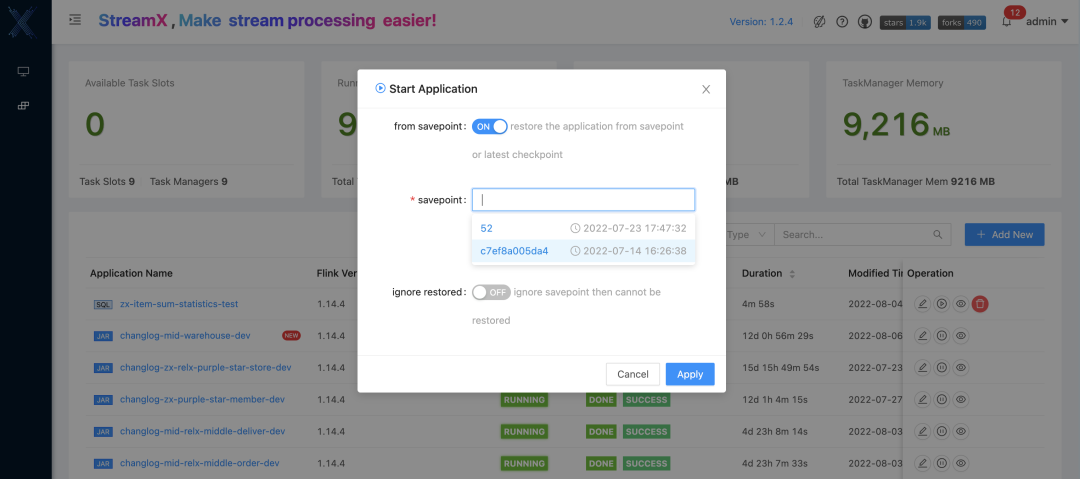 StreamX , Make stream processing easier!
Version: 1.2.4
stars 1.9k
forks 490
12
admin
Available Task Slots
0
Task Slots 9 Task Managers 9
9
Total
MB
TaskManager Memory
9,216 MB
Total TaskManager Mem 9216 MB
Start Application
from savepoint : ON restore the application from savepoint
or latest checkpoint
* savepoint :
52 2022-07-23 17:47:32
c7ef8a005da4 2022-07-14 16:26:38
ignore restored : OFF ignore savepoint then cannot be
restored
Cancel Apply
Type Search... + Add New
Application Name Flink Ver Duration Modified Ti Operation
SQL zx-item-sum-statistics-test 1.14.4 4m 58s 2022-08-04
JAR changlog-mid-warehouse-dev NEW 1.14.4 12d 0h 56m 29s 2022-08-06
JAR changlog-zx-relx-purple-star-store-dev 1.14.4 15d 15h 49m 54s 2022-07-23
JAR changlog-zx-purple-star-member-dev 1.14.4 RUNNING DONE SUCCESS 12d 1h 4m 15s 2022-07-27
JAR changlog-mid-relx-middle-deliver-dev 1.14.4 RUNNING DONE SUCCESS 4d 23h 8m 14s 2022-08-03
JAR changlog-mid-relx-middle-order-dev 1.14.4 RUNNING DONE SUCCESS 4d 23h 7m 33s 2022-08-03